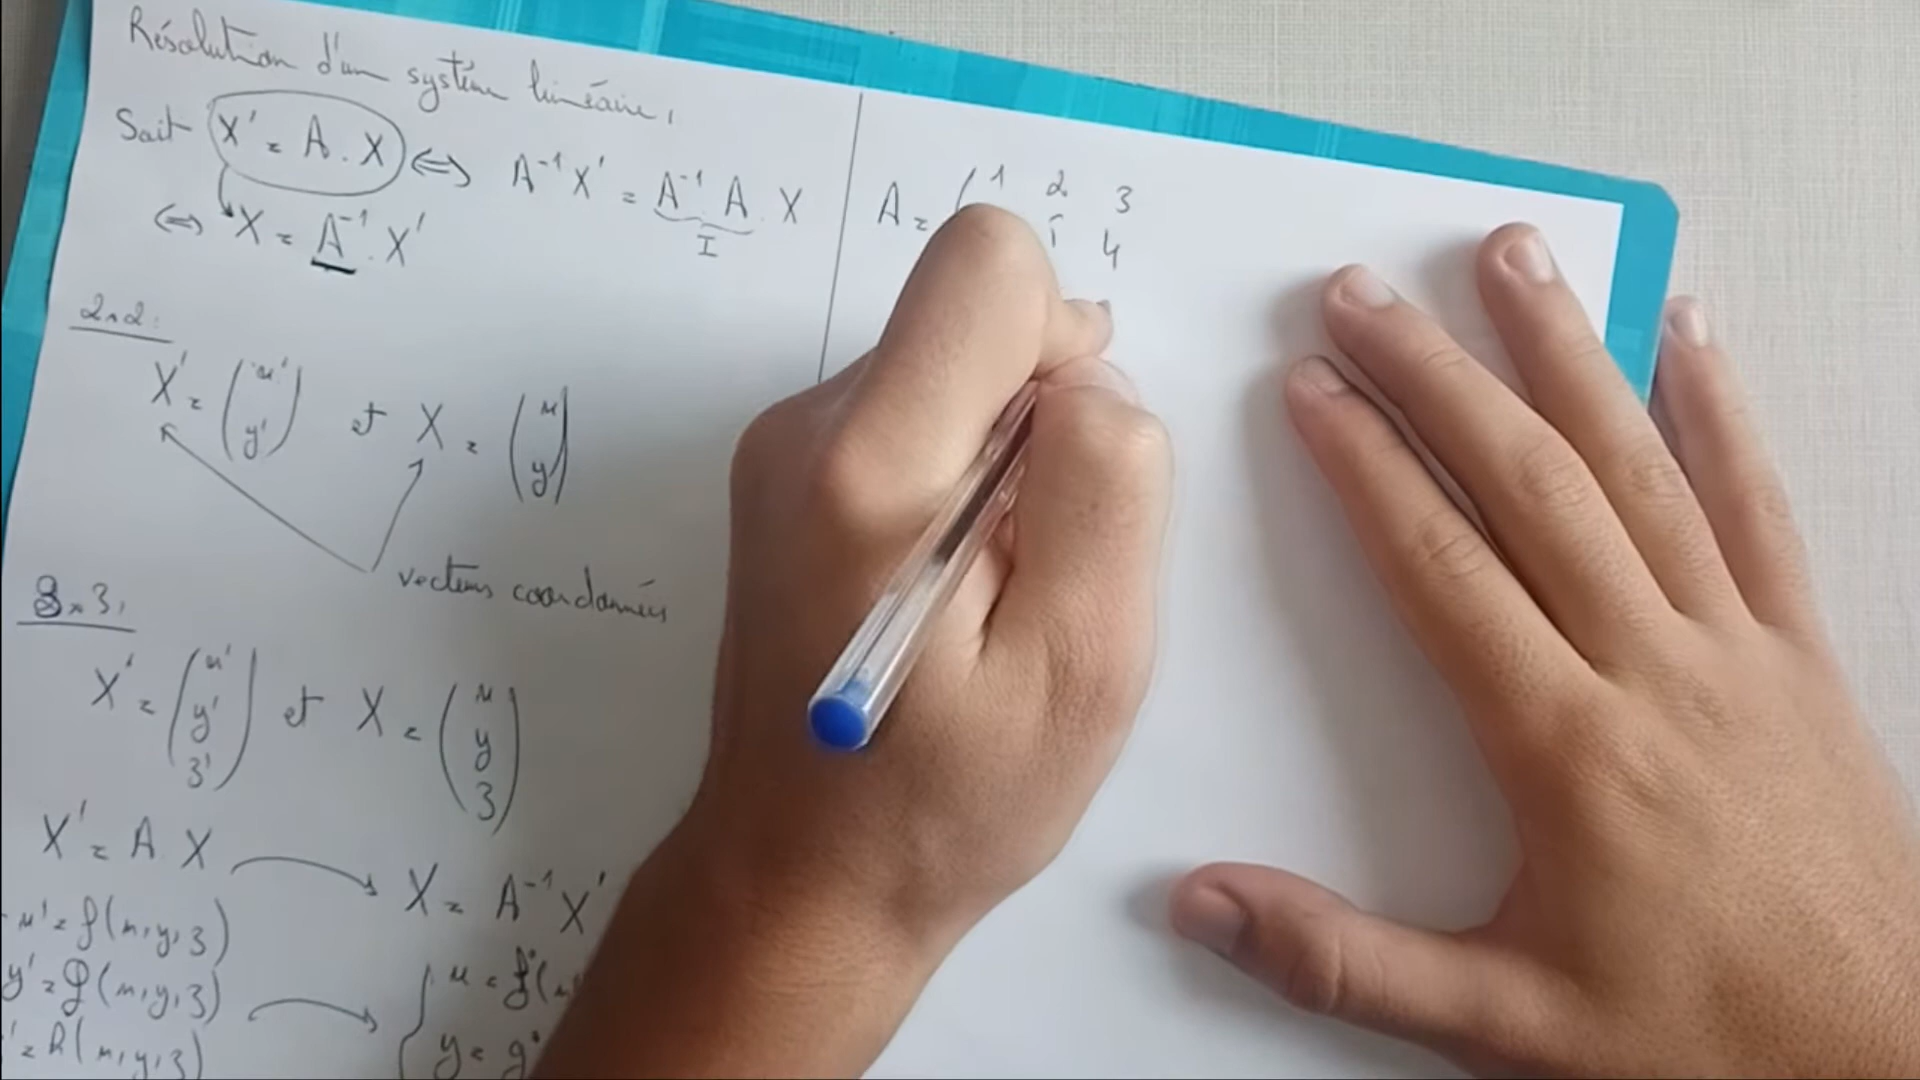 Résolution d'un système linéaire,
Soit X' = A . X ⇔ A⁻¹ X' = A⁻¹ A . X
I
⇔ X = A⁻¹ . X'
2x2:
X' = (x' y') et X = (x y)
vecteurs coordonnées
3x3,
X' = (x' y' z') et X = (x y z)
X' = A X → X = A⁻¹ X'
x' = f(x, y, z)
y' = g(x, y, z)
' = h(x, y, z)
x = f°(x'
y = g°
A = ( 1 2 3
1 4